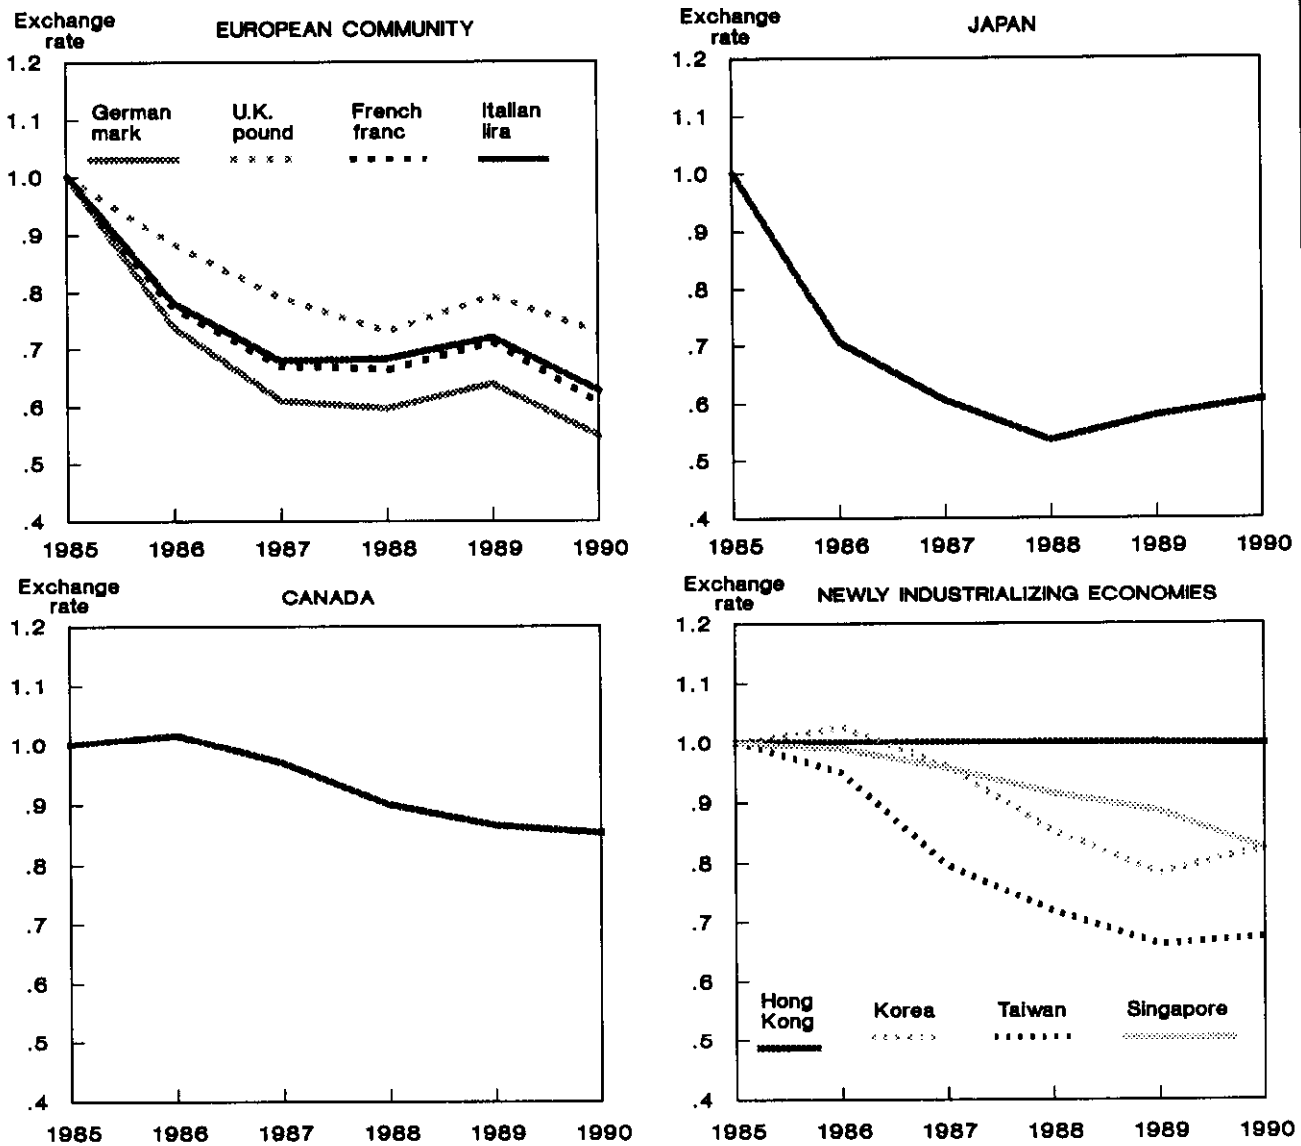 Exchange
rate
EUROPEAN COMMUNITY
1.2
1.1
1.0
.9
.8
.7
.6
.5
.4
German
mark
U.K.
pound
French
franc
Italian
lira
1985 1986 1987 1988 1989 1990
Exchange
rate
JAPAN
1.2
1.1
1.0
.9
.8
.7
.6
.5
.4
1985 1986 1987 1988 1989 1990
Exchange
rate
CANADA
1.2
1.1
1.0
.9
.8
.7
.6
.5
.4
1985 1986 1987 1988 1989 1990
Exchange
rate
NEWLY INDUSTRIALIZING ECONOMIES
1.2
1.1
1.0
.9
.8
.7
.6
.5
.4
Hong
Kong
Korea
Taiwan
Singapore
1985 1986 1987 1988 1989 1990